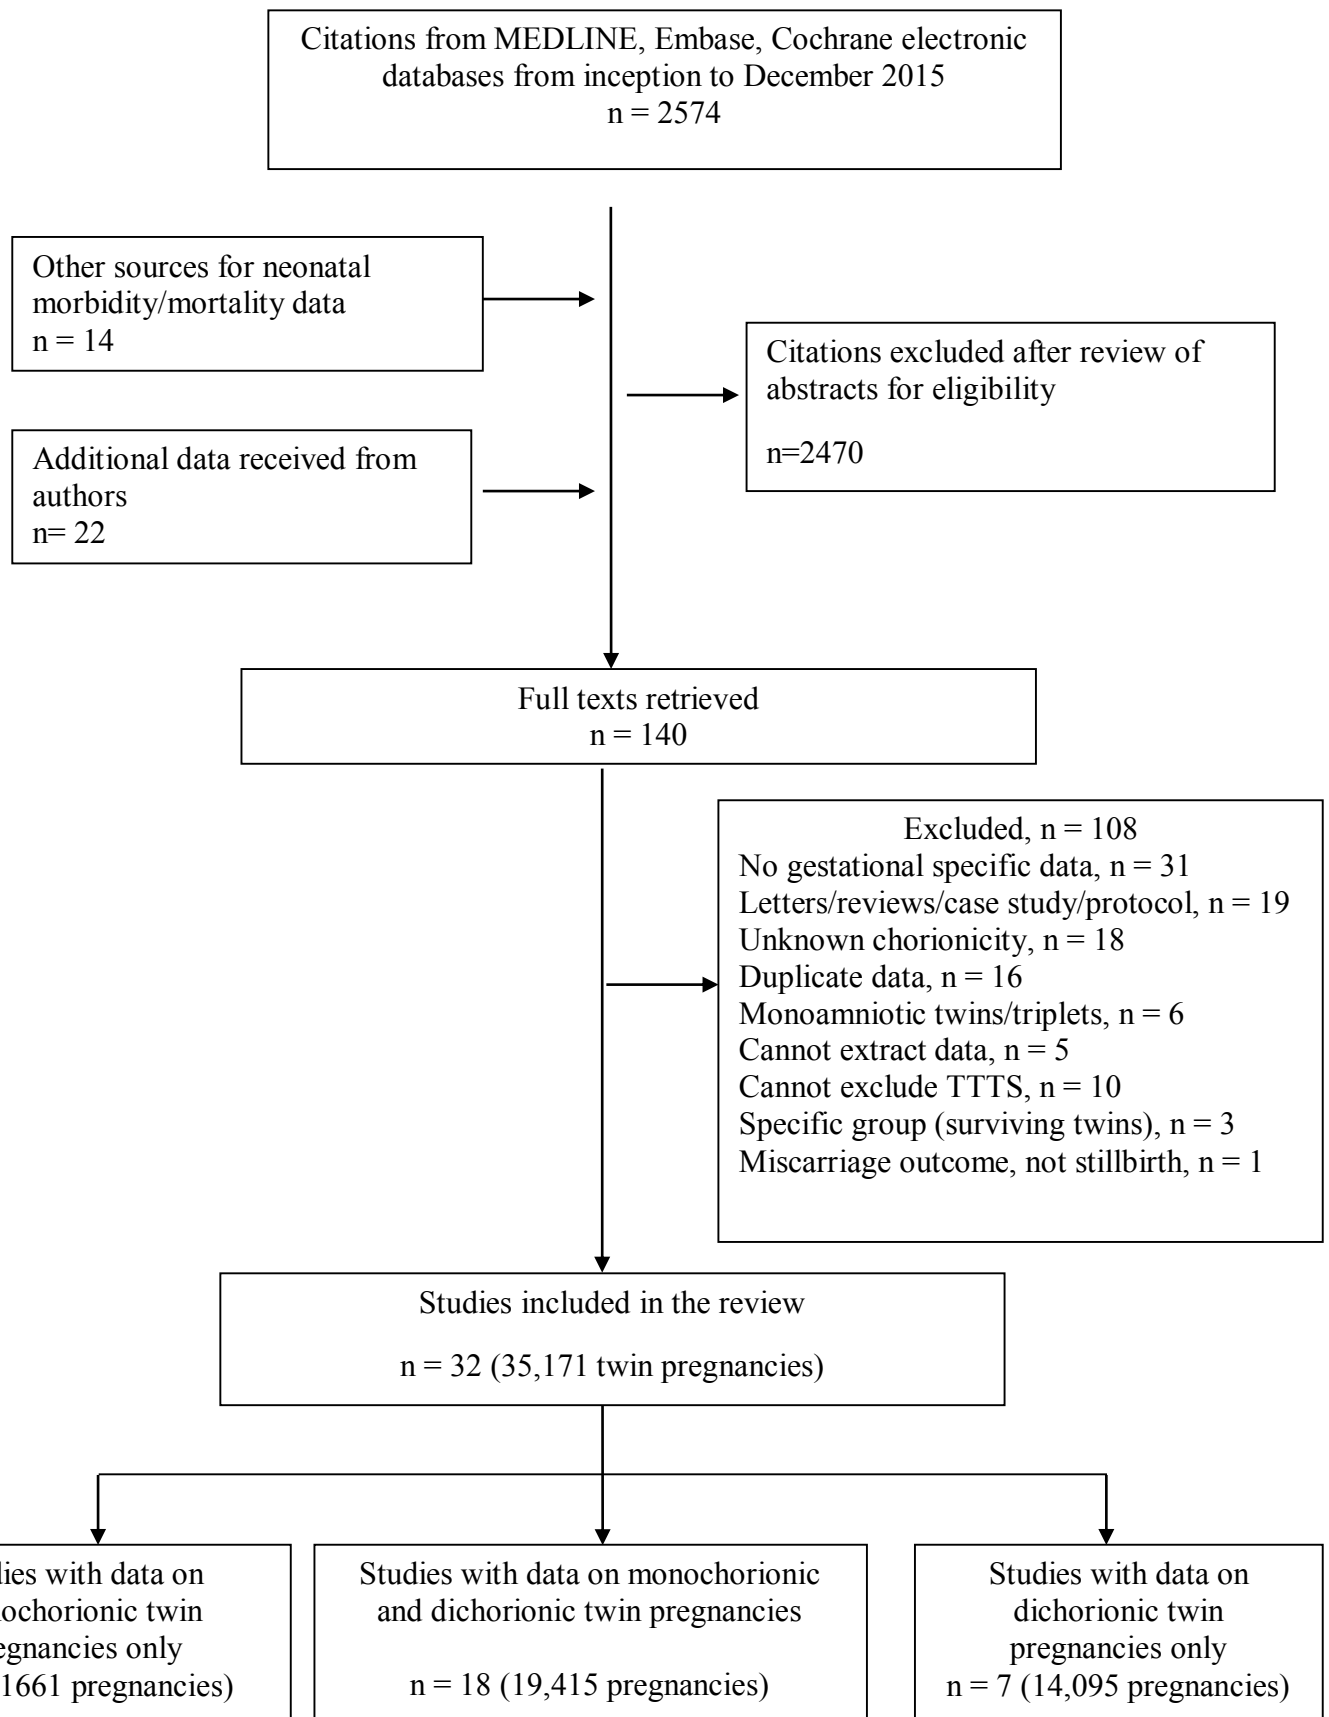 Citations from MEDLINE, Embase, Cochrane electronic
databases from inception to December 2015
n = 2574
Other sources for neonatal
morbidity/mortality data
n = 14
Citations excluded after review of
abstracts for eligibility
n=2470
Additional data received from
authors
n= 22
Full texts retrieved
n = 140
Excluded, n = 108
No gestational specific data, n = 31
Letters/reviews/case study/protocol, n = 19
Unknown chorionicity, n = 18
Duplicate data, n = 16
Monoamniotic twins/triplets, n = 6
Cannot extract data, n = 5
Cannot exclude TTTS, n = 10
Specific group (surviving twins), n = 3
Miscarriage outcome, not stillbirth, n = 1
Studies included in the review
n = 32 (35,171 twin pregnancies)
with data on
twin
only
1661 pregnancies)
Studies with data on monochorionic
and dichorionic twin pregnancies
n = 18 (19,415 pregnancies)
Studies with data on
dichorionic twin
pregnancies only
n = 7 (14,095 pregnancies)